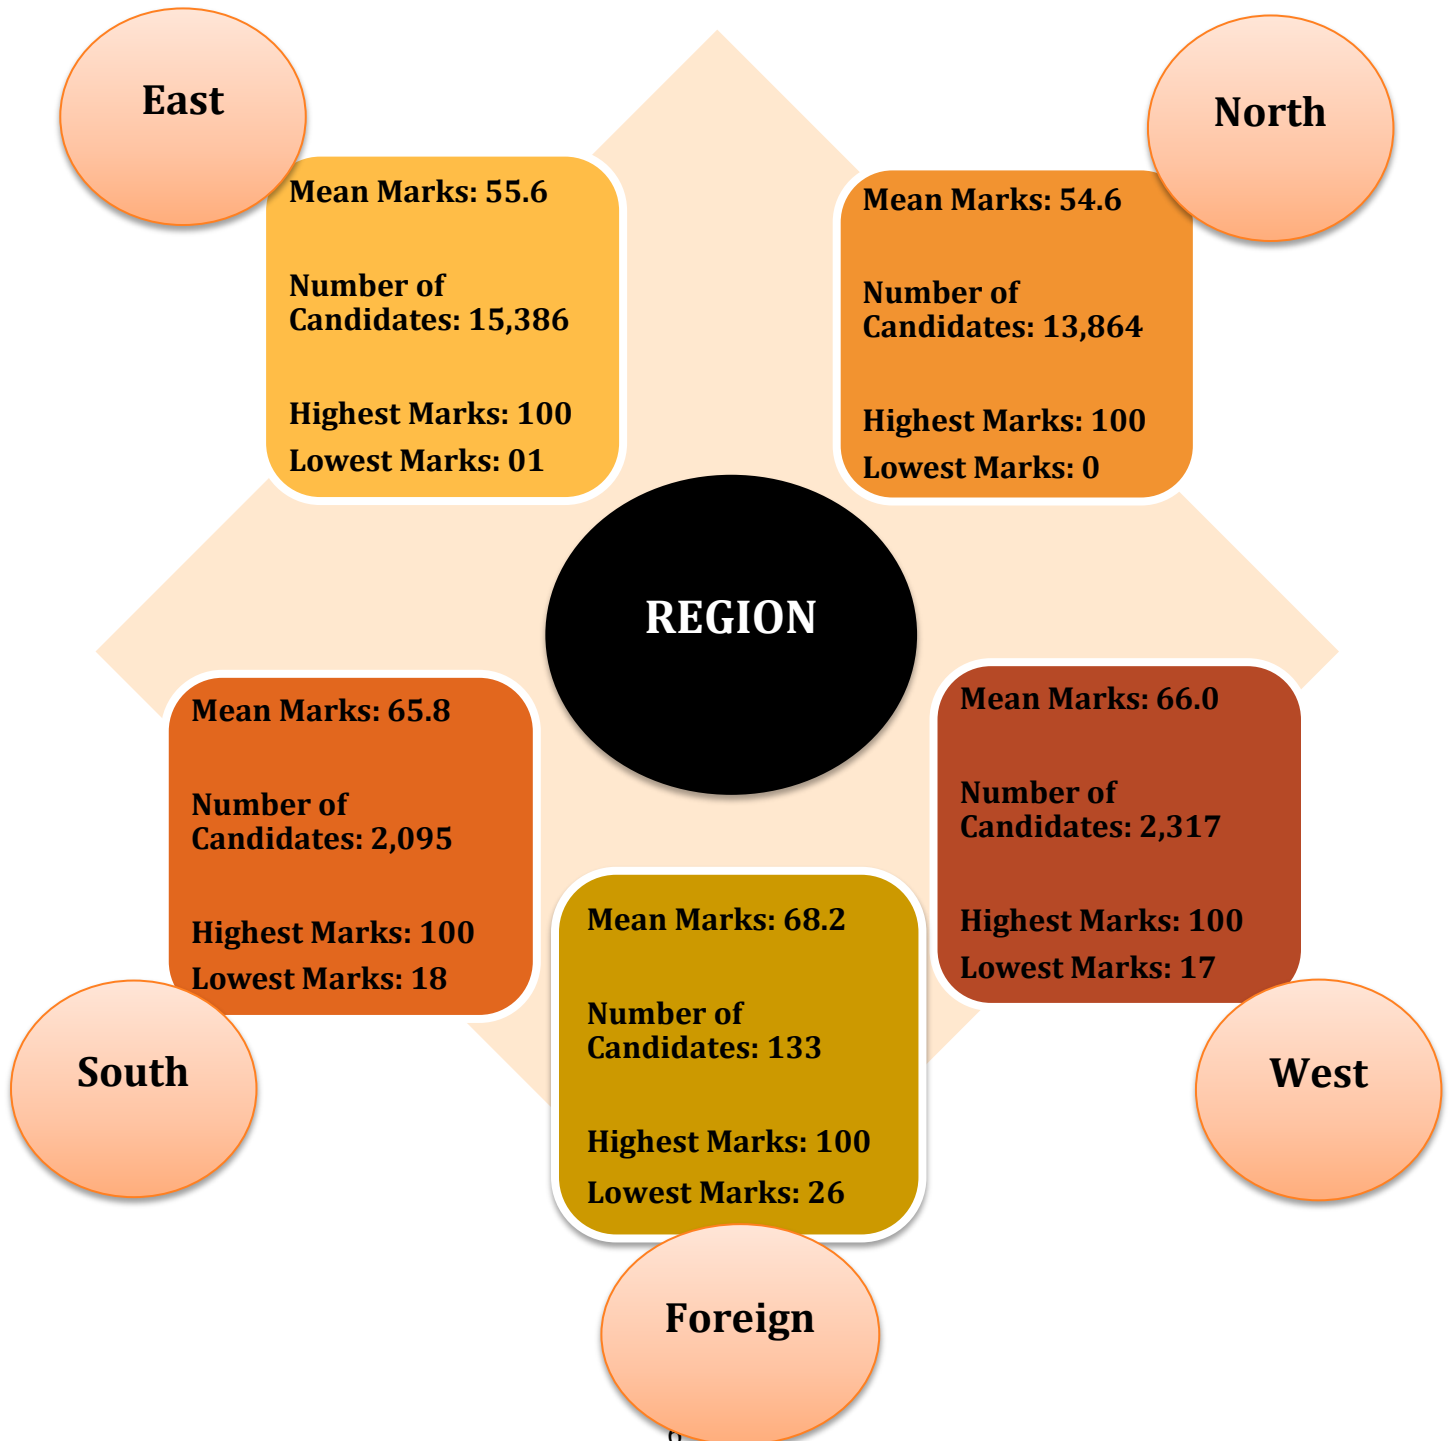 East
Mean Marks: 55.6
Number of
Candidates: 15,386
Highest Marks: 100
Lowest Marks: 01
North
Mean Marks: 54.6
Number of
Candidates: 13,864
Highest Marks: 100
Lowest Marks: 0
REGION
Mean Marks: 65.8
Number of
Candidates: 2,095
Highest Marks: 100
Lowest Marks: 18
South
Mean Marks: 68.2
Number of
Candidates: 133
Highest Marks: 100
Lowest Marks: 26
Foreign
Mean Marks: 66.0
Number of
Candidates: 2,317
Highest Marks: 100
Lowest Marks: 17
West